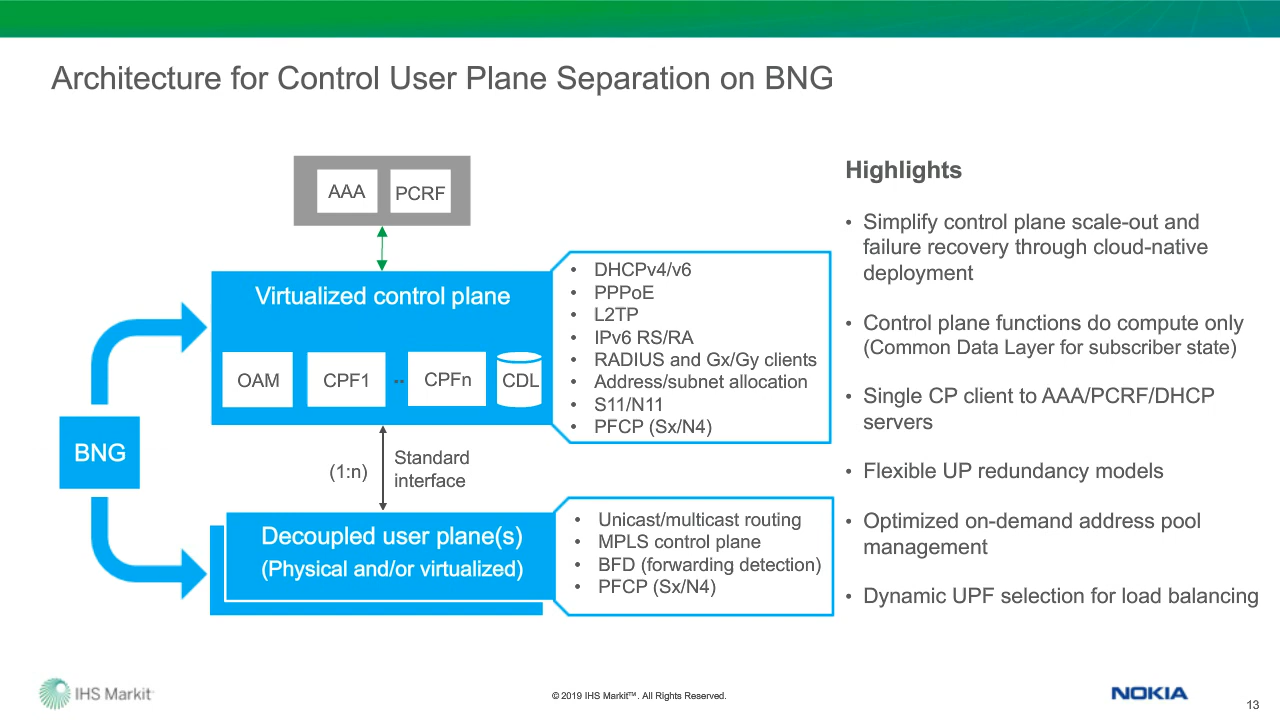 Architecture for Control User Plane Separation on BNG
AAA
PCRF
Virtualized control plane
OAM
CPF1
--
CPFn
CDL
• DHCPv4/v6
• PPPoE
• L2TP
• IPv6 RS/RA
• RADIUS and Gx/Gy clients
• Address/subnet allocation
• S11/N11
• PFCP (Sx/N4)
BNG
(1:n)
Standard
interface
Decoupled user plane(s)
(Physical and/or virtualized)
• Unicast/multicast routing
• MPLS control plane
• BFD (forwarding detection)
• PFCP (Sx/N4)
Highlights
• Simplify control plane scale-out and
failure recovery through cloud-native
deployment
• Control plane functions do compute only
(Common Data Layer for subscriber state)
• Single CP client to AAA/PCRF/DHCP
servers
• Flexible UP redundancy models
• Optimized on-demand address pool
management
• Dynamic UPF selection for load balancing
IHS Markit
© 2019 IHS Markit™. All Rights Reserved.
NOKIA
13